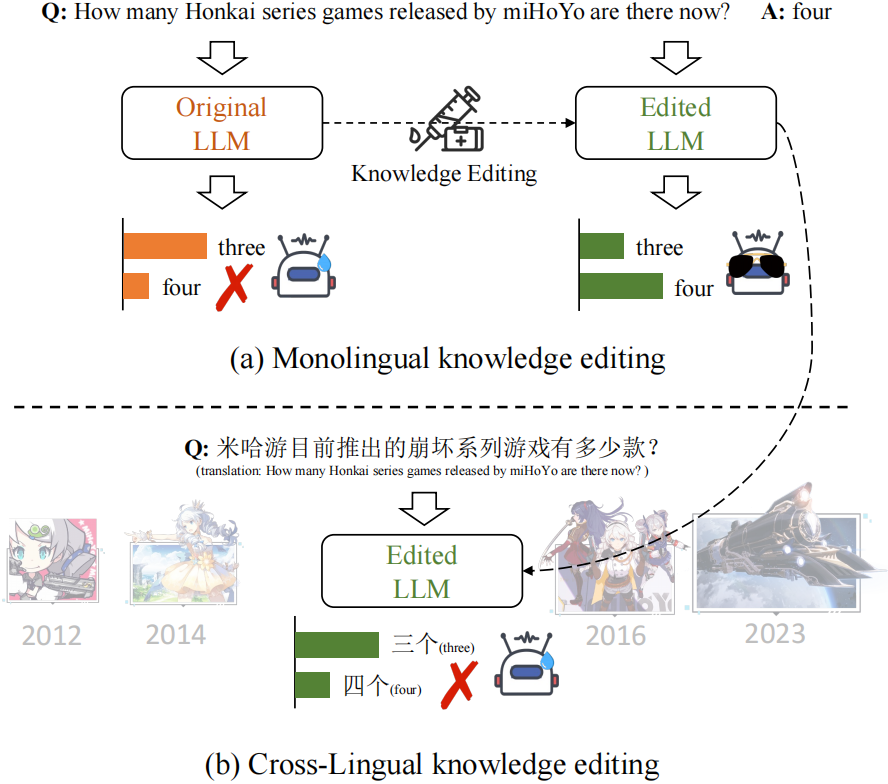 Q: How many Honkai series games released by miHoYo are there now? A: four
Original
LLM
Knowledge Editing
Edited
LLM
three
four
three
four
(a) Monolingual knowledge editing
Q: 米哈游目前推出的崩坏系列游戏有多少款？
(translation: How many Honkai series games released by miHoYo are there now? )
Edited
LLM
2012
2014
2016
2023
三个(three)
四个(four)
(b) Cross-Lingual knowledge editing